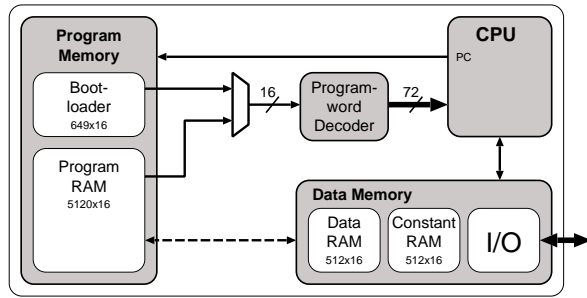 Program
Memory
Boot-
loader
649x16
Program
RAM
5120x16
16
Program-
word
Decoder
72
CPU
PC
Data Memory
Data
RAM
512x16
Constant
RAM
512x16
I/O